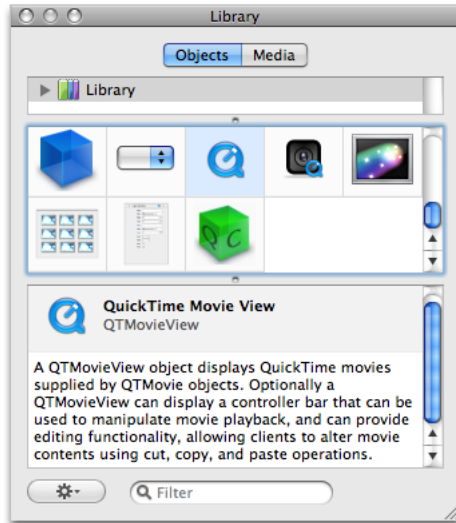 Library
Objects Media
Library
Q C
QuickTime Movie View
QTMovieView
A QTMovieView object displays QuickTime movies
supplied by QTMovie objects. Optionally a
QTMovieView can display a controller bar that can be
used to manipulate movie playback, and can provide
editing functionality, allowing clients to alter movie
contents using cut, copy, and paste operations.
Filter